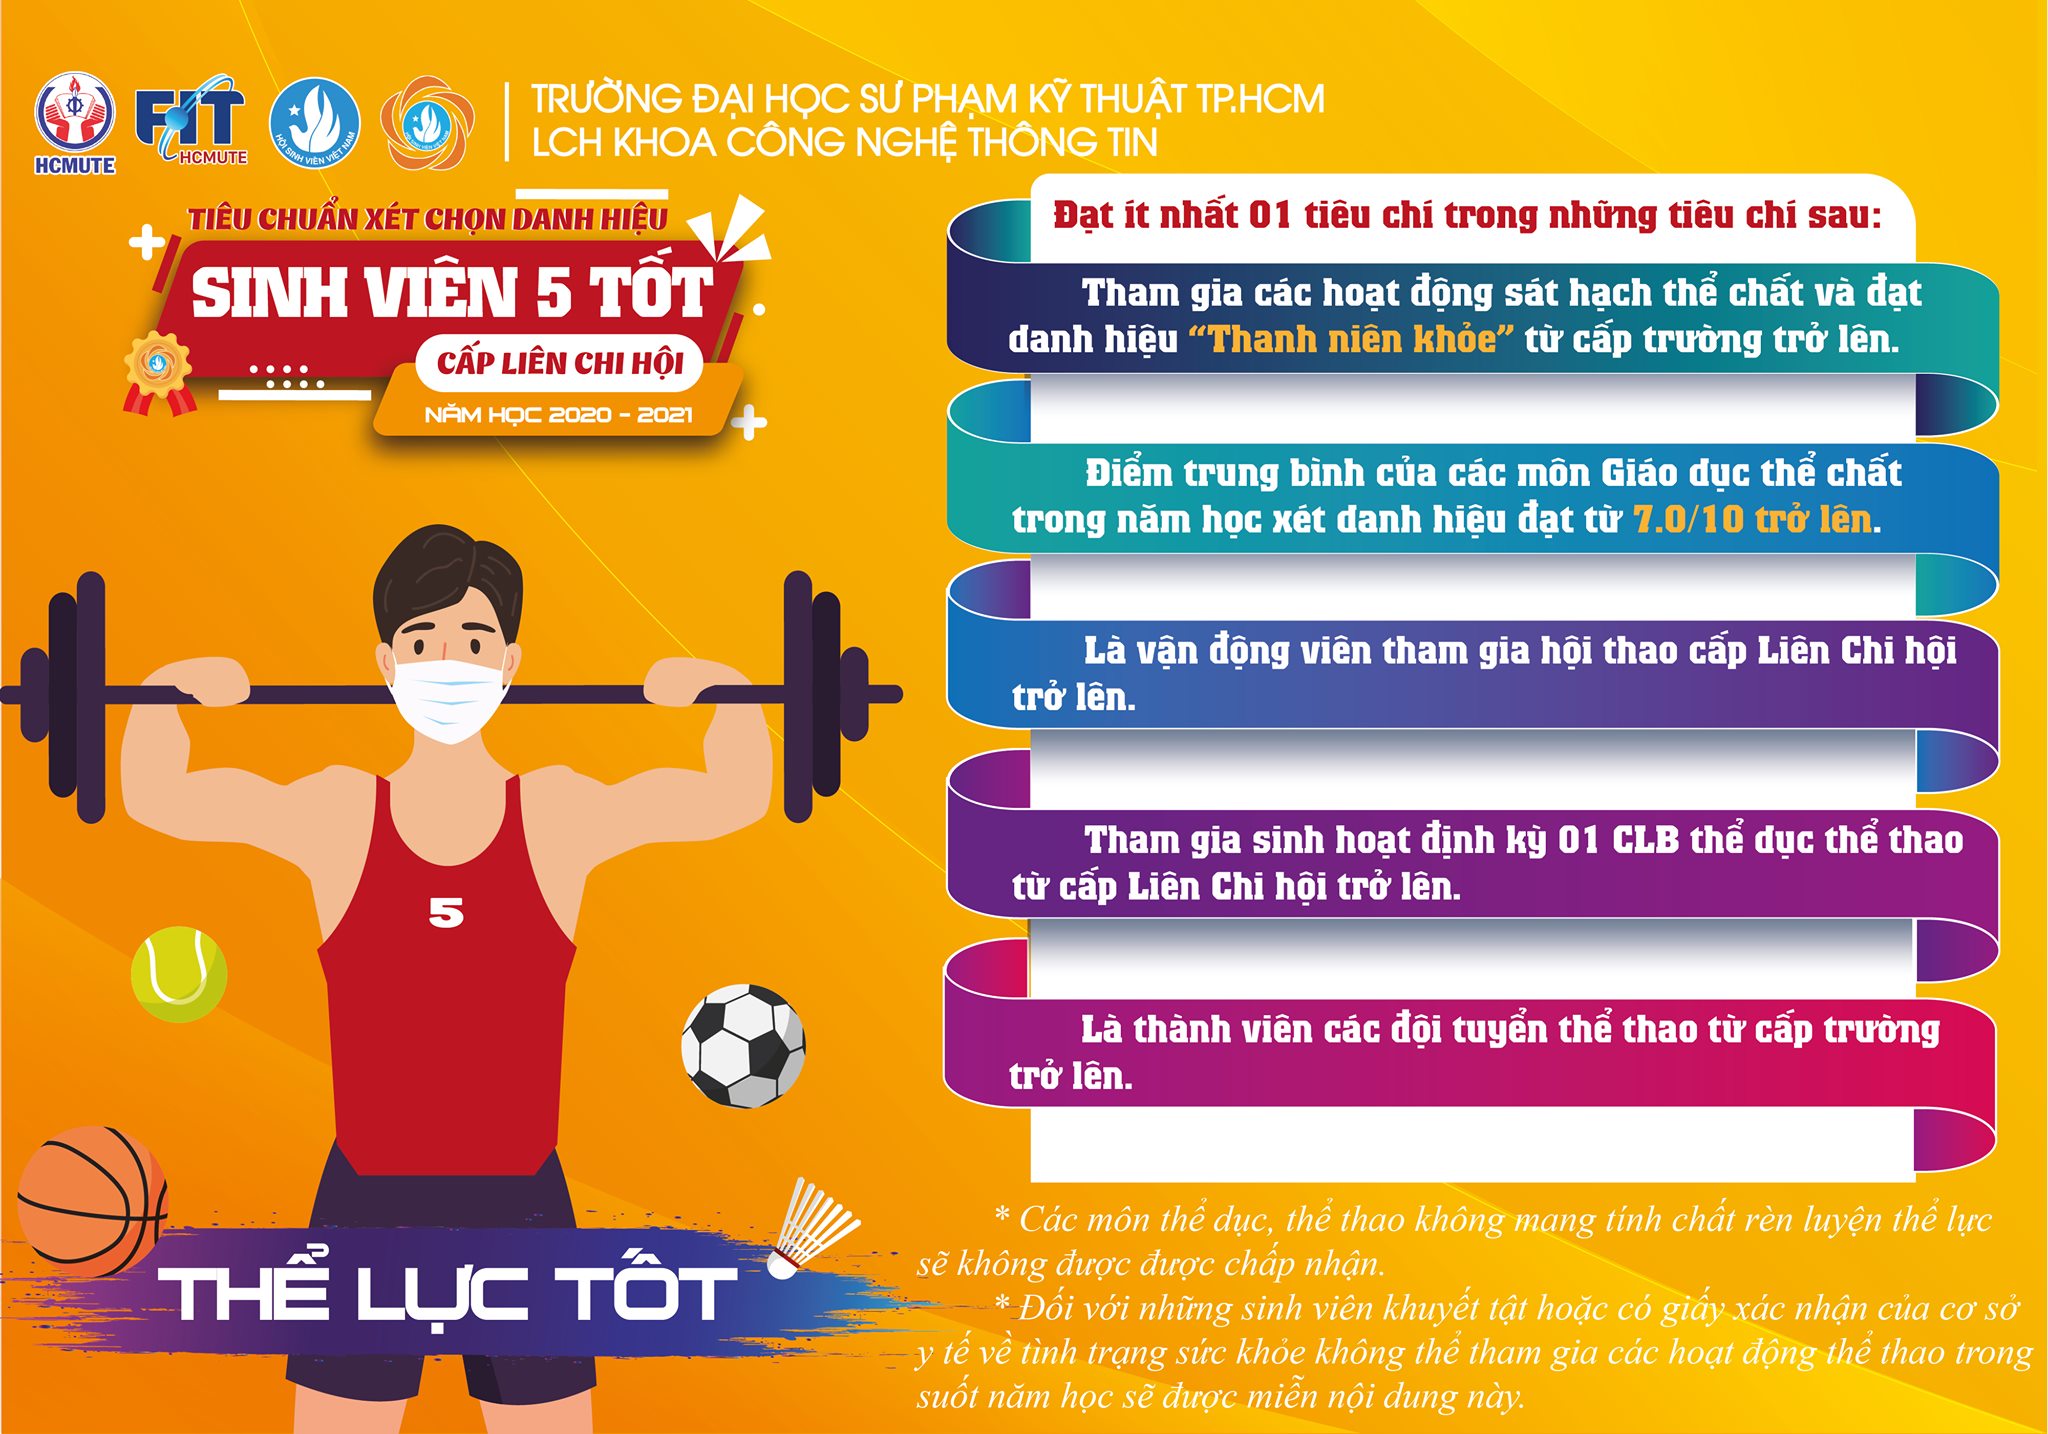 HCMUTE
FIT
HCMUTE
HỘI SINH VIÊN VIỆT NAM
HỘI SINH VIÊN VIỆT NAM
TRƯỜNG ĐẠI HỌC SƯ PHẠM KỸ THUẬT TP.HCM
LCH KHOA CÔNG NGHỆ THÔNG TIN
TIÊU CHUẨN XÉT CHỌN DANH HIỆU
SINH VIÊN 5 TỐT
CẤP LIÊN CHI HỘI
NĂM HỌC 2020 - 2021
5
THỂ LỰC TỐT
Đạt ít nhất 01 tiêu chí trong những tiêu chí sau:
Tham gia các hoạt động sát hạch thể chất và đạt
danh hiệu “Thanh niên khỏe” từ cấp trường trở lên.
Điểm trung bình của các môn Giáo dục thể chất
trong năm học xét danh hiệu đạt từ 7.0/10 trở lên.
Là vận động viên tham gia hội thao cấp Liên Chi hội
trở lên.
Tham gia sinh hoạt định kỳ 01 CLB thể dục thể thao
từ cấp Liên Chi hội trở lên.
Là thành viên các đội tuyển thể thao từ cấp trường
trở lên.
* Các môn thể dục, thể thao không mang tính chất rèn luyện thể lực
sẽ không được được chấp nhận.
* Đối với những sinh viên khuyết tật hoặc có giấy xác nhận của cơ sở
y tế về tình trạng sức khỏe không thể tham gia các hoạt động thể thao trong
suốt năm học sẽ được miễn nội dung này.